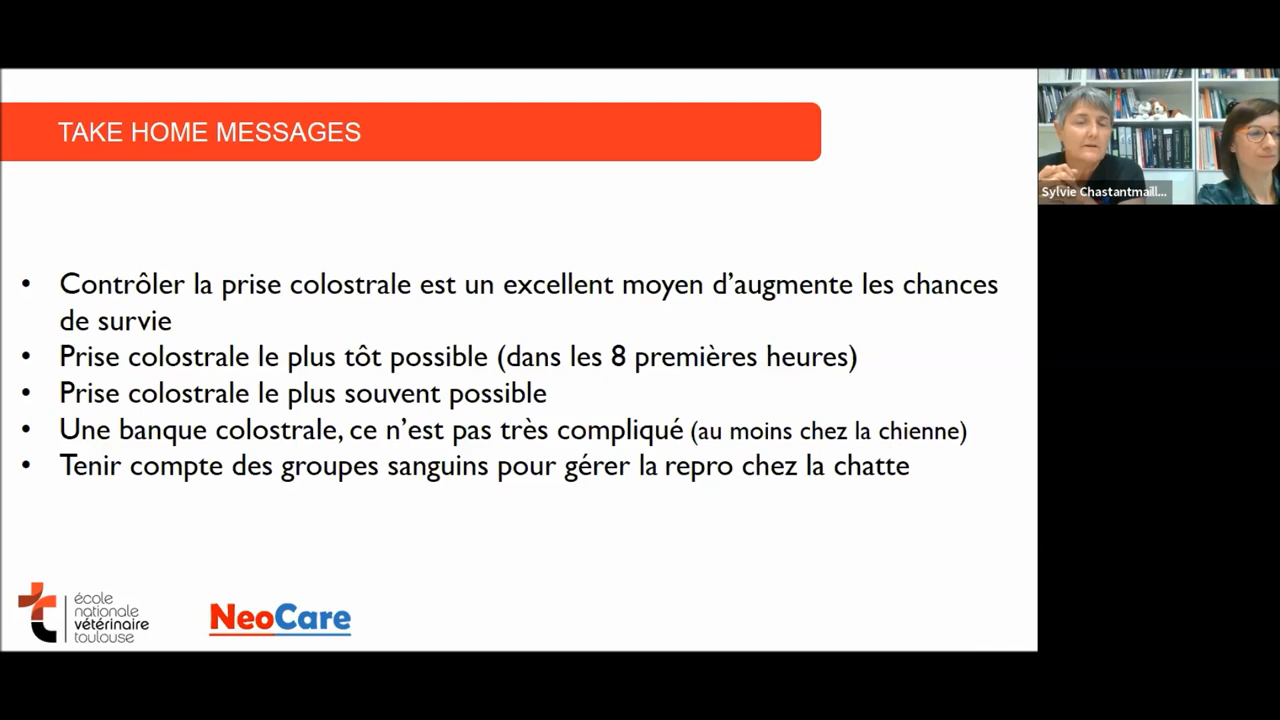 TAKE HOME MESSAGES
Sylvie Chastantmaill...
• Contrôler la prise colostrale est un excellent moyen d'augmente les chances
de survie
• Prise colostrale le plus tôt possible (dans les 8 premières heures)
• Prise colostrale le plus souvent possible
• Une banque colostrale, ce n'est pas très compliqué (au moins chez la chienne)
• Tenir compte des groupes sanguins pour gérer la repro chez la chatte
école
nationale
vétérinaire
toulouse
NeoCare